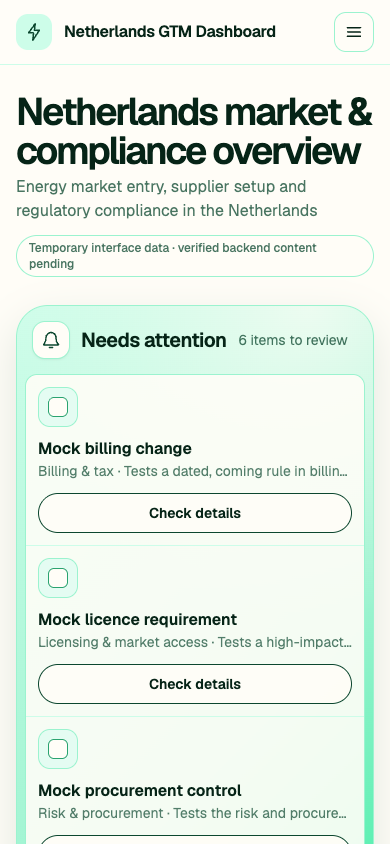 Netherlands GTM Dashboard
Netherlands market &
compliance overview
Energy market entry, supplier setup and
regulatory compliance in the Netherlands
Temporary interface data · verified backend content
pending
Needs attention
6 items to review
Mock billing change
Billing & tax · Tests a dated, coming rule in billin…
Check details
Mock licence requirement
Licensing & market access · Tests a high-impact…
Check details
Mock procurement control
Risk & procurement · Tests the risk and procure…